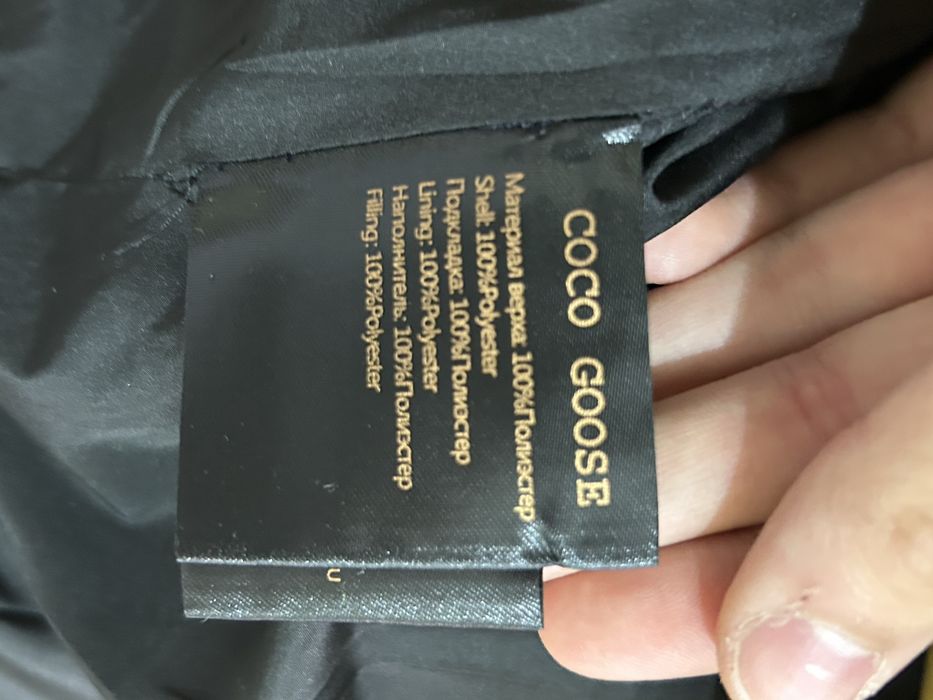 COCO GOOSE
Материал верха: 100%Полиэстер
Shell: 100%Polyester
Подкладка: 100%Полиэстер
Lining: 100%Polyester
Наполнитель: 100%Полиэстер
Filling: 100%Polyester